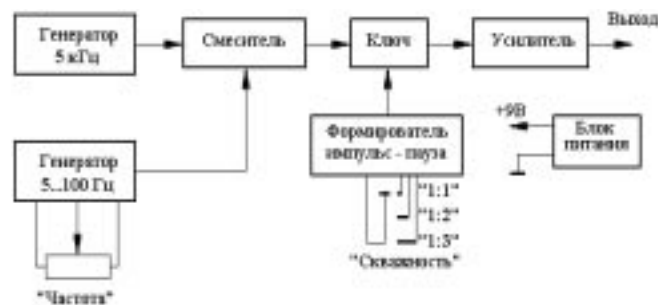 Генератор
5 кГц
Смеситель
Ключ
Усилитель
Выход
Генератор
5...100 Гц
"Частота"
Формирователь
импульс - пауза
"1:1"
"1:2"
"1:3"
"Скважность"
+9В
Блок
питания